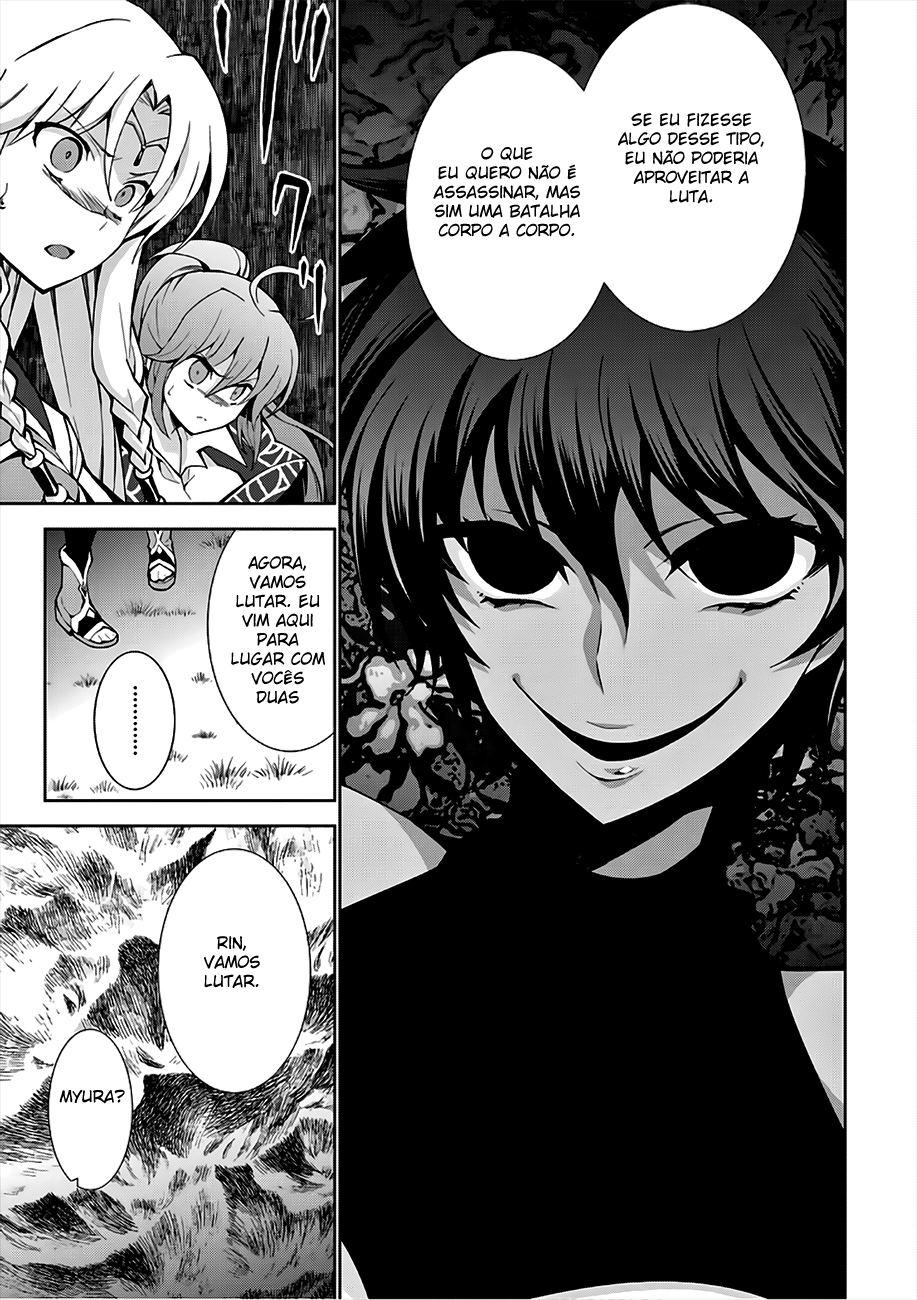 SE EU FIZESSE
ALGO DESSE TIPO,
EU NÃO PODERIA
APROVEITAR A
LUTA.
O QUE
EU QUERO NÃO É
ASSASSINAR, MAS
SIM UMA BATALHA
CORPO A CORPO.
AGORA,
VAMOS
LUTAR. EU
VIM AQUI
PARA
LUGAR COM
VOCÊS
DUAS
..........
RIN,
VAMOS
LUTAR.
MYURA?